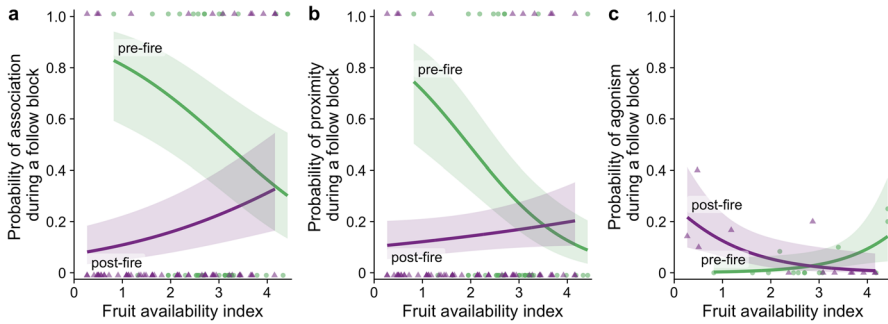 a
Probability of association
during a follow block
1.0
0.8
0.6
0.4
0.2
0
pre-fire
post-fire
0 1 2 3 4
Fruit availability index
b
Probability of proximity
during a follow block
1.0
0.8
0.6
0.4
0.2
0
pre-fire
post-fire
0 1 2 3 4
Fruit availability index
c
Probability of agonism
during a follow block
1.0
0.8
0.6
0.4
0.2
0
post-fire
pre-fire
0 1 2 3 4
Fruit availability index